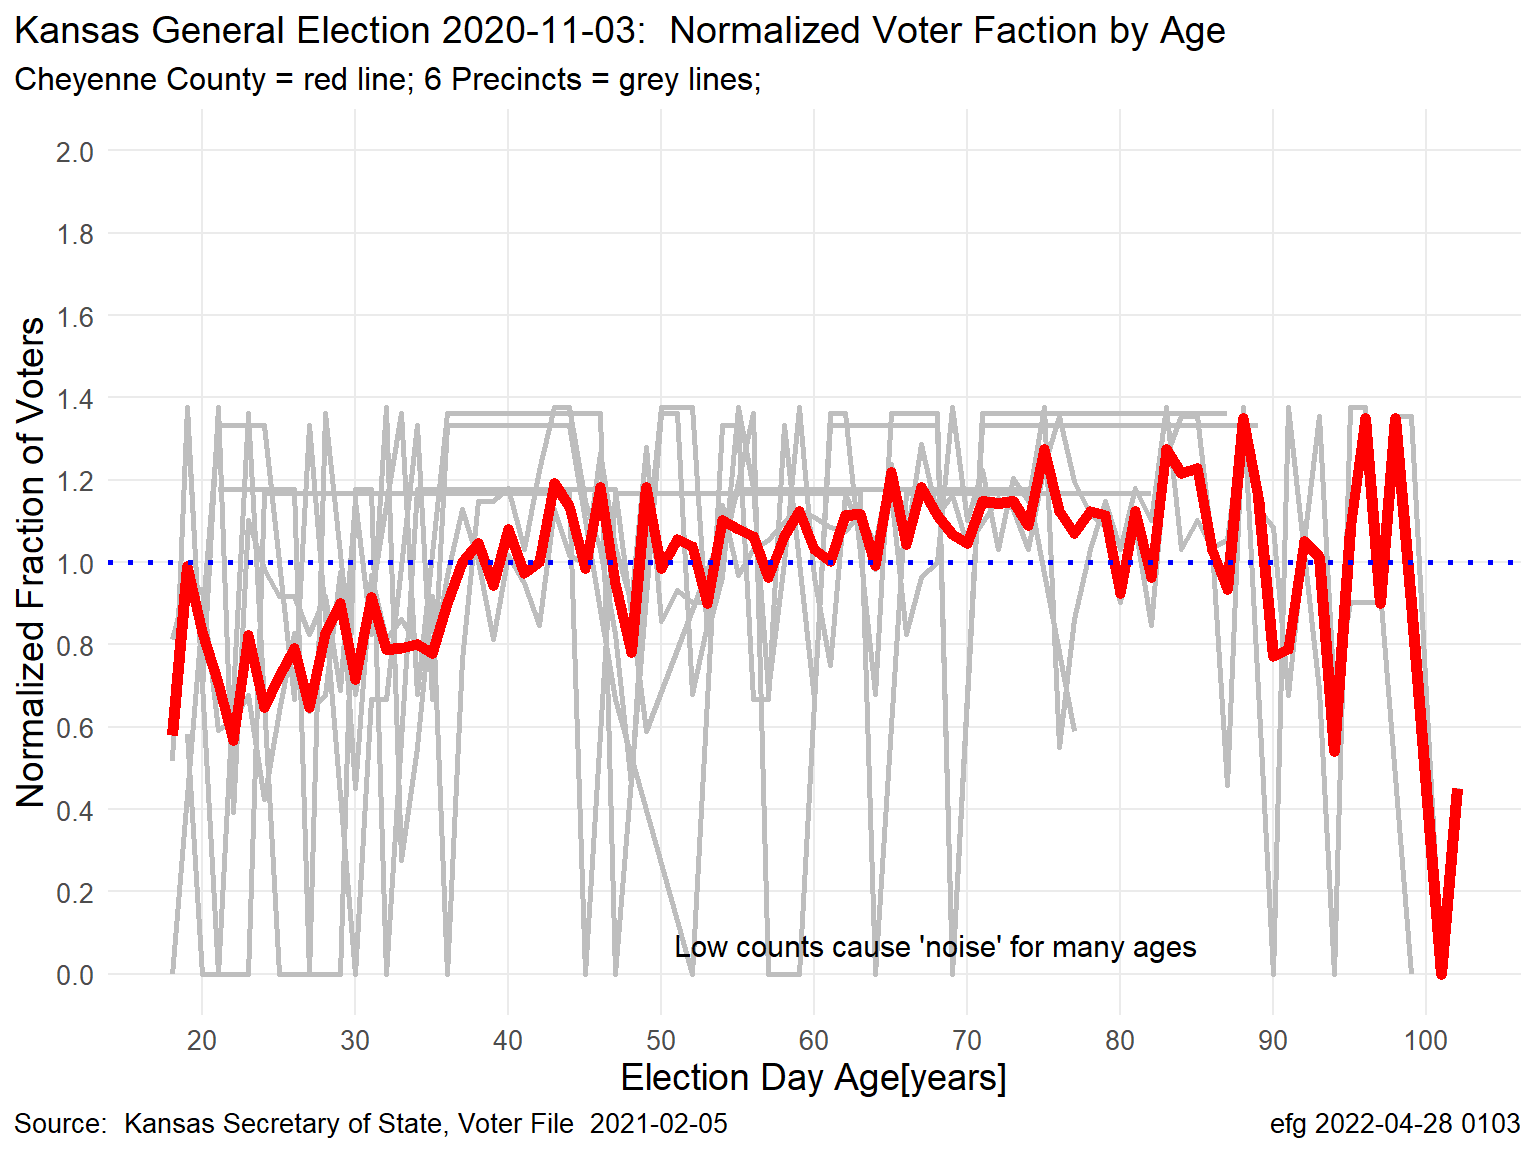 Kansas General Election 2020-11-03:  Normalized Voter Faction by Age
Cheyenne County = red line; 6 Precincts = grey lines;
Normalized Fraction of Voters
2.0
1.8
1.6
1.4
1.2
1.0
0.8
0.6
0.4
0.2
0.0
Low counts cause 'noise' for many ages
20 30 40 50 60 70 80 90 100
Election Day Age[years]
Source:  Kansas Secretary of State, Voter File  2021-02-05
efg 2022-04-28 0103